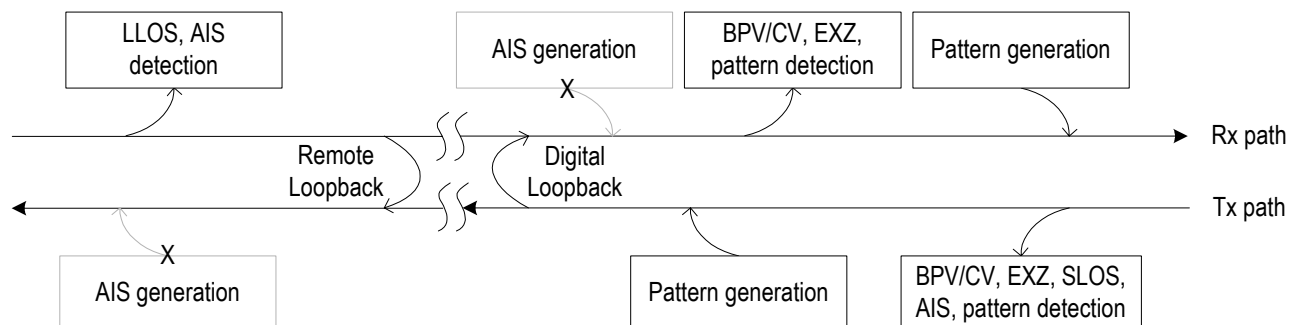 LLOS, AIS
detection
AIS generation
BPV/CV, EXZ,
pattern detection
Pattern generation
X
Rx path
Remote
Loopback
Digital
Loopback
Tx path
X
AIS generation
Pattern generation
BPV/CV, EXZ, SLOS,
AIS, pattern detection